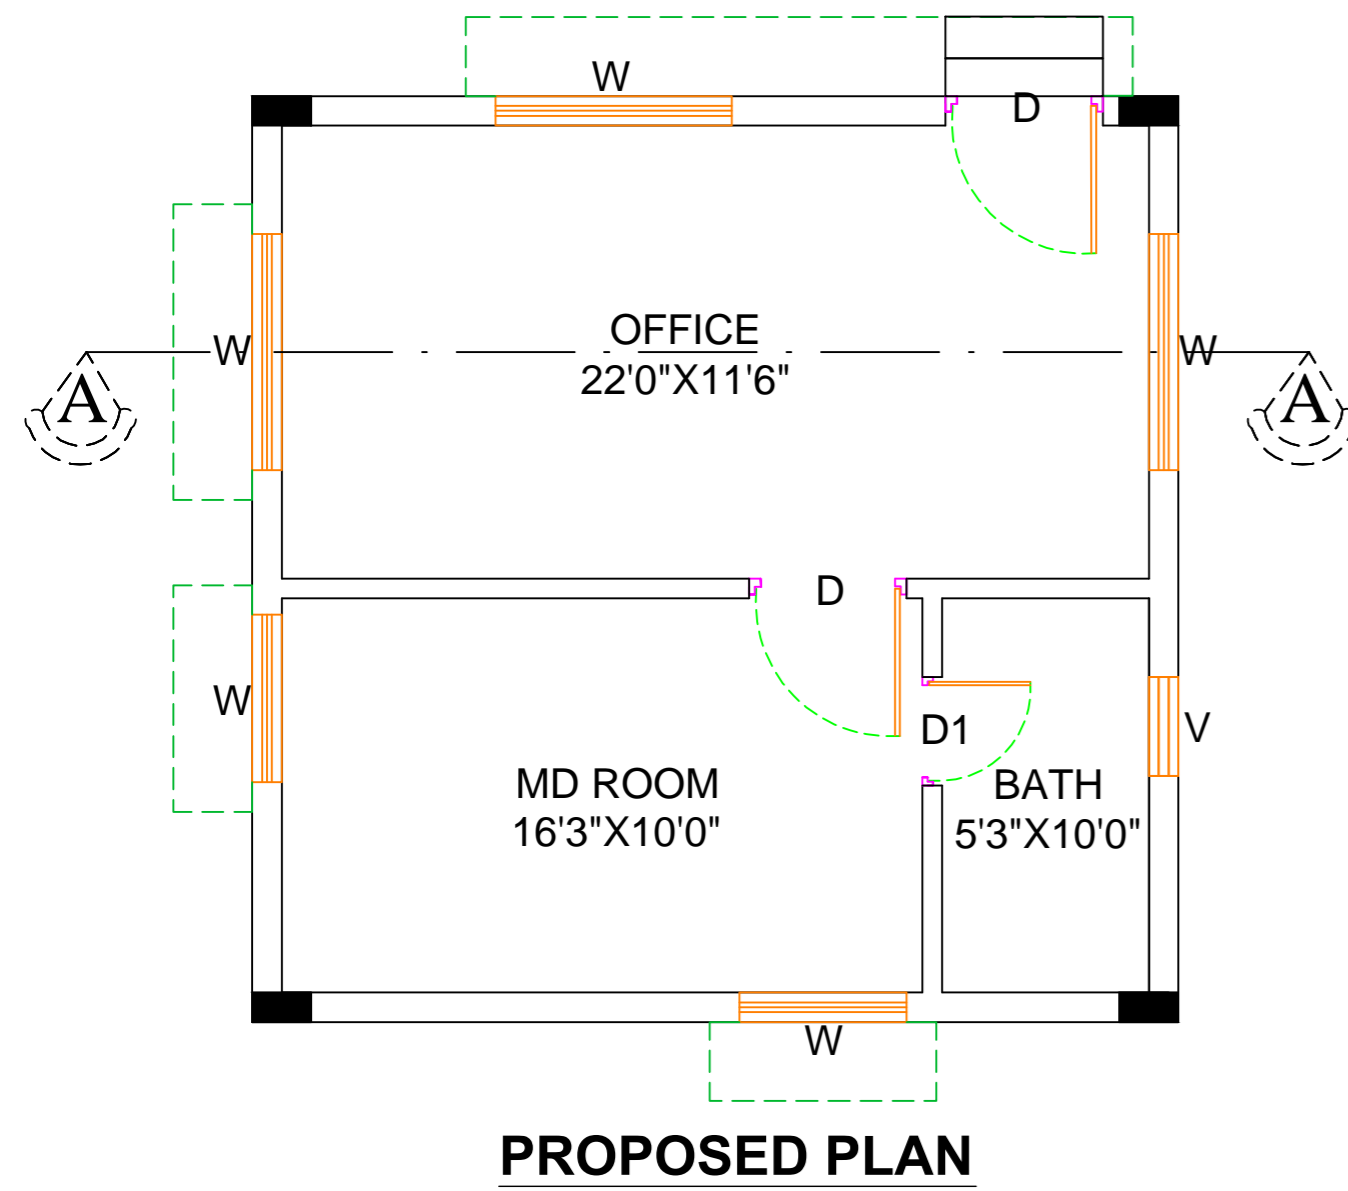 W
D
OFFICE
22'0"X11'6"
W
W
A
A
D
W
D1
V
MD ROOM
16'3"X10'0"
BATH
5'3"X10'0"
W
PROPOSED PLAN